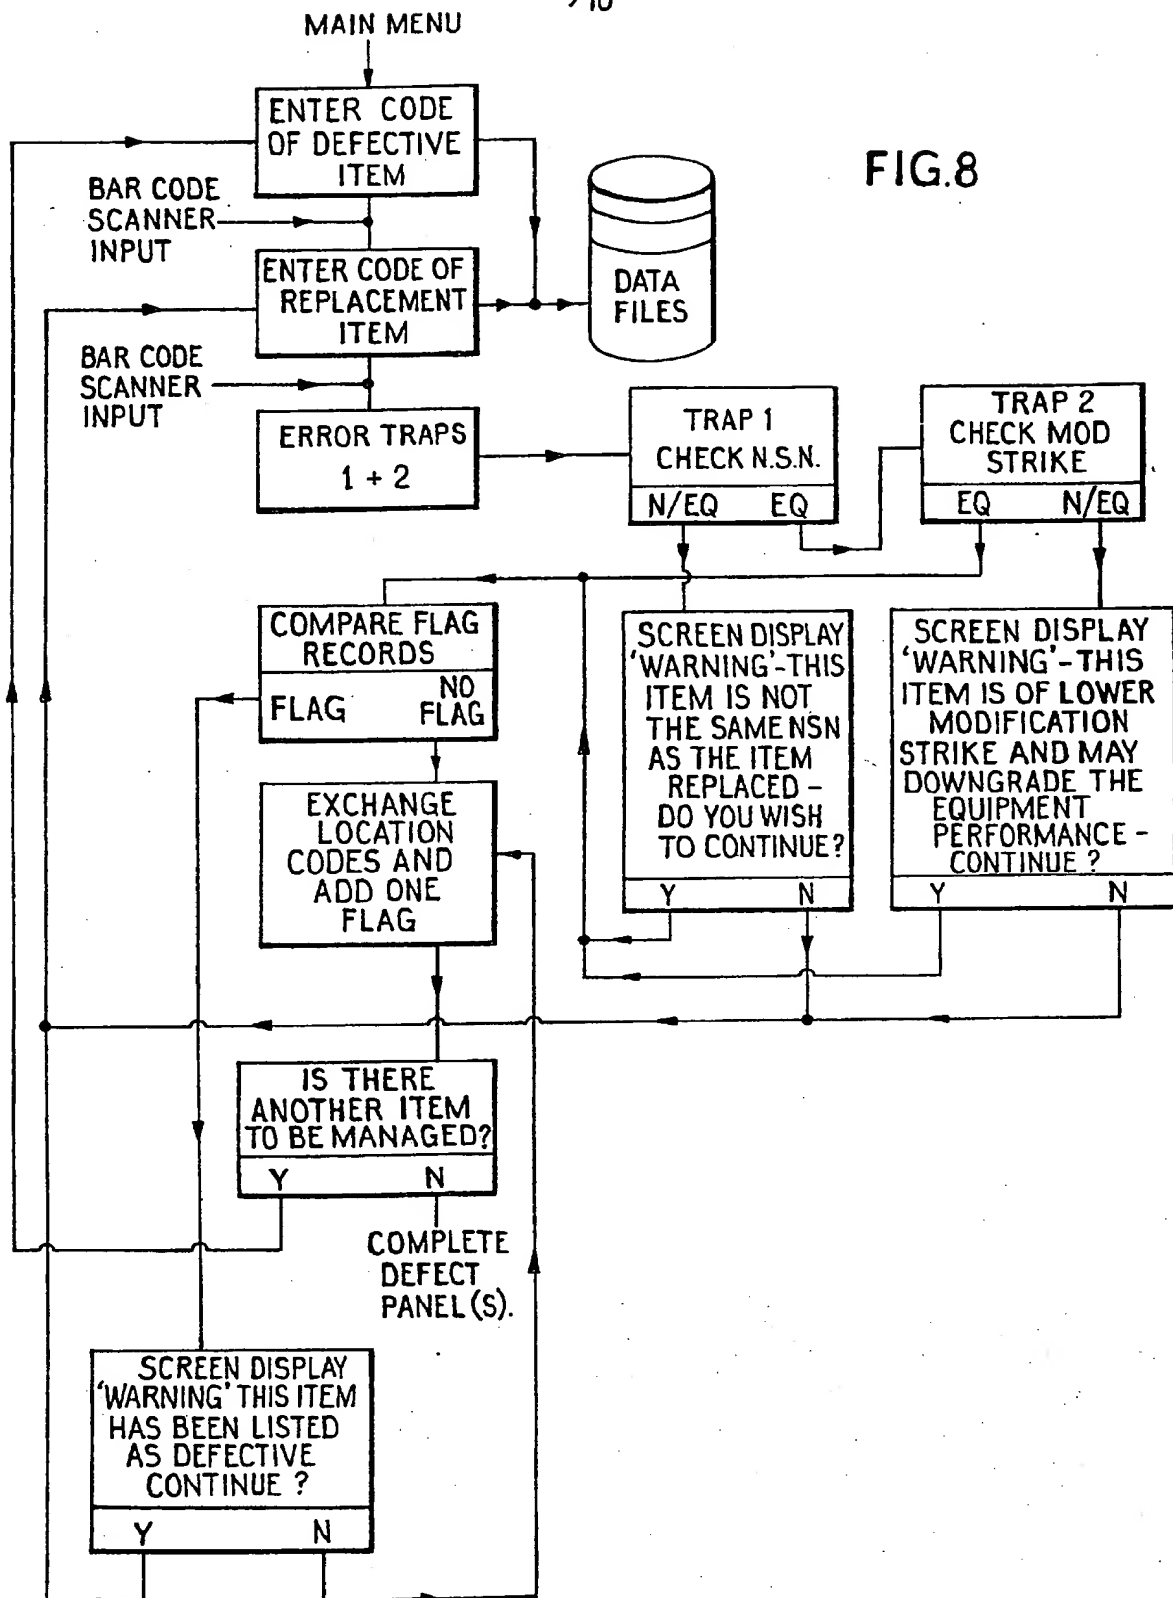 MAIN MENU
ENTER CODE
OF DEFECTIVE
ITEM
FIG.8
BAR CODE
SCANNER
INPUT
ENTER CODE OF
REPLACEMENT
ITEM
DATA
FILES
BAR CODE
SCANNER
INPUT
ERROR TRAPS
1 + 2
TRAP 1
CHECK N.S.N.
N/EQ EQ
TRAP 2
CHECK MOD
STRIKE
EQ N/EQ
COMPARE FLAG
RECORDS
FLAG
NO
FLAG
SCREEN DISPLAY
'WARNING'-THIS
ITEM IS NOT
THE SAME NSN
AS THE ITEM
REPLACED -
DO YOU WISH
TO CONTINUE?
Y N
SCREEN DISPLAY
'WARNING'-THIS
ITEM IS OF LOWER
MODIFICATION
STRIKE AND MAY
DOWNGRADE THE
EQUIPMENT
PERFORMANCE -
CONTINUE ?
Y N
EXCHANGE
LOCATION
CODES AND
ADD ONE
FLAG
IS THERE
ANOTHER ITEM
TO BE MANAGED?
Y N
COMPLETE
DEFECT
PANEL(S).
SCREEN DISPLAY
'WARNING' THIS ITEM
HAS BEEN LISTED
AS DEFECTIVE
CONTINUE ?
Y N